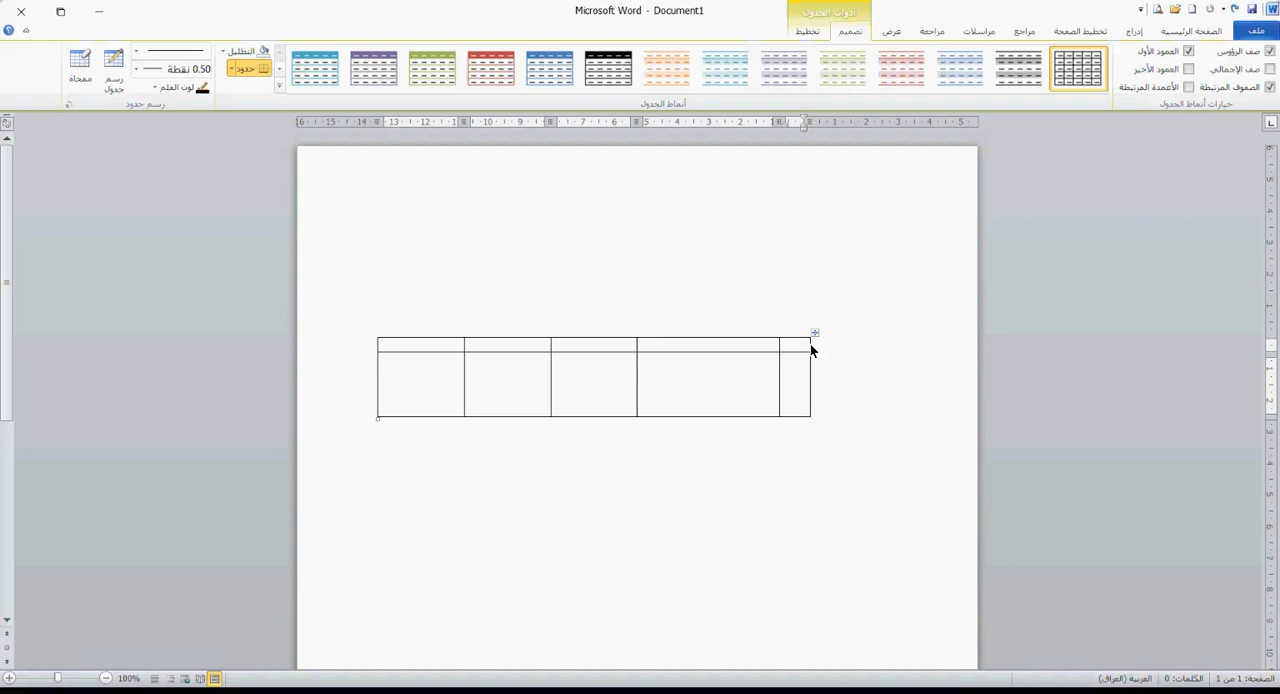 Microsoft Word - Document1
أدوات الجدول
ملف
الصفحة الرئيسية
إدراج
تخطيط الصفحة
مراجع
مراسلات
مراجعة
عرض
تصميم
تخطيط
صف الرؤوس
العمود الأول
صف الإجمالي
العمود الأخير
الصفوف المرتبطة
الأعمدة المرتبطة
خيارات أنماط الجدول
أنماط الجدول
التظليل
حدود
0.50 نقطة
لون القلم
رسم جدول
ممحاة
رسم حدود
الصفحة: 1 من 1
الكلمات: 0
العربية (العراق)
100%